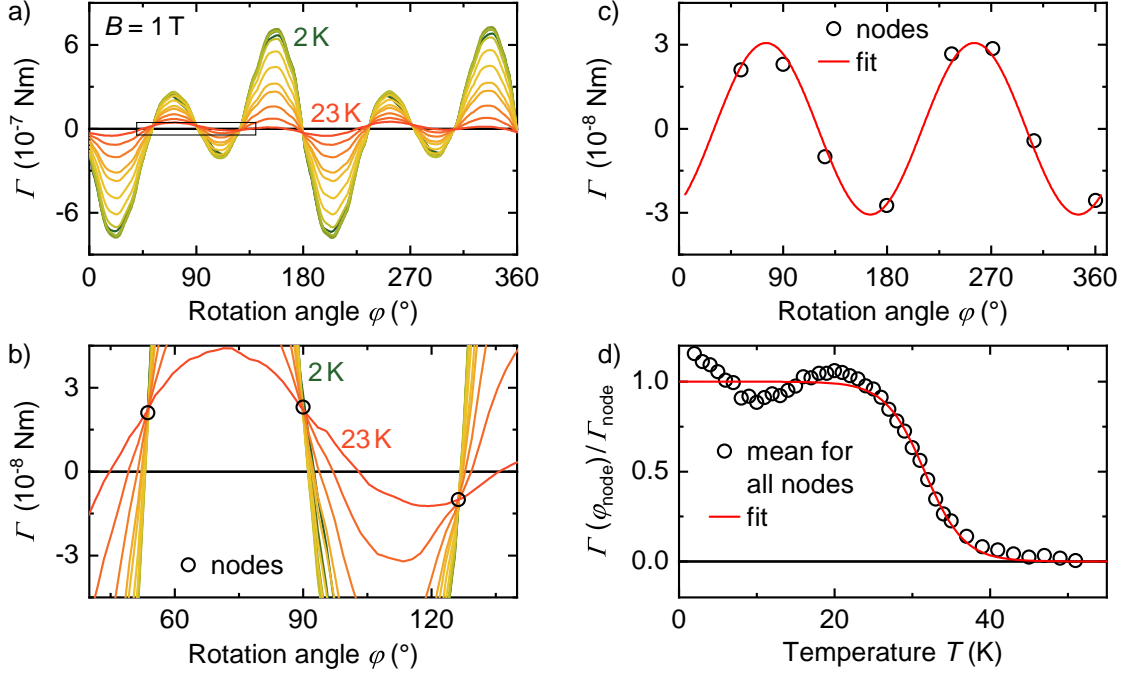 a)
B = 1 T
2 K
23 K
6
0
-6
Γ (10⁻⁷ Nm)
0 90 180 270 360
Rotation angle φ (°)
b)
2 K
23 K
3
0
-3
Γ (10⁻⁸ Nm)
nodes
60 90 120
Rotation angle φ (°)
c)
nodes
fit
3
0
-3
Γ (10⁻⁸ Nm)
0 90 180 270 360
Rotation angle φ (°)
d)
1.0
0.5
0.0
Γ (φnode) / Γnode
mean for
all nodes
fit
0 20 40
Temperature T (K)